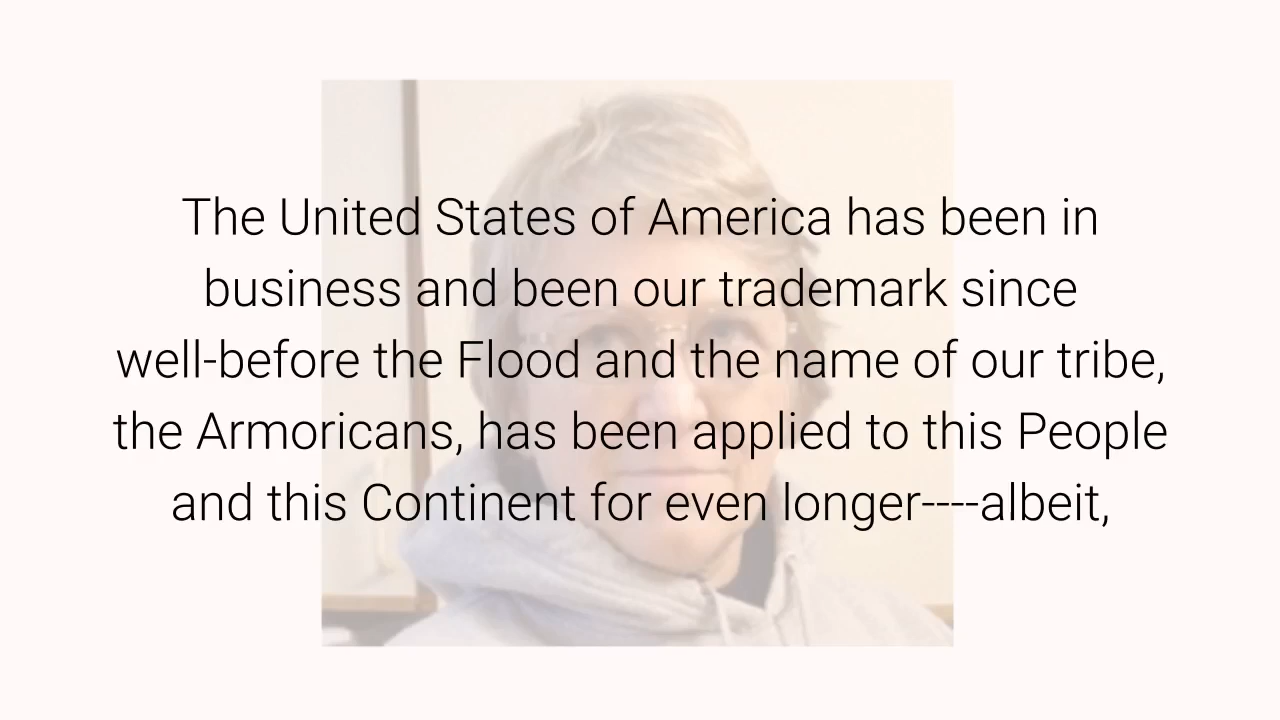 The United States of America has been in
business and been our trademark since
well-before the Flood and the name of our tribe,
the Armoricans, has been applied to this People
and this Continent for even longer----albeit,